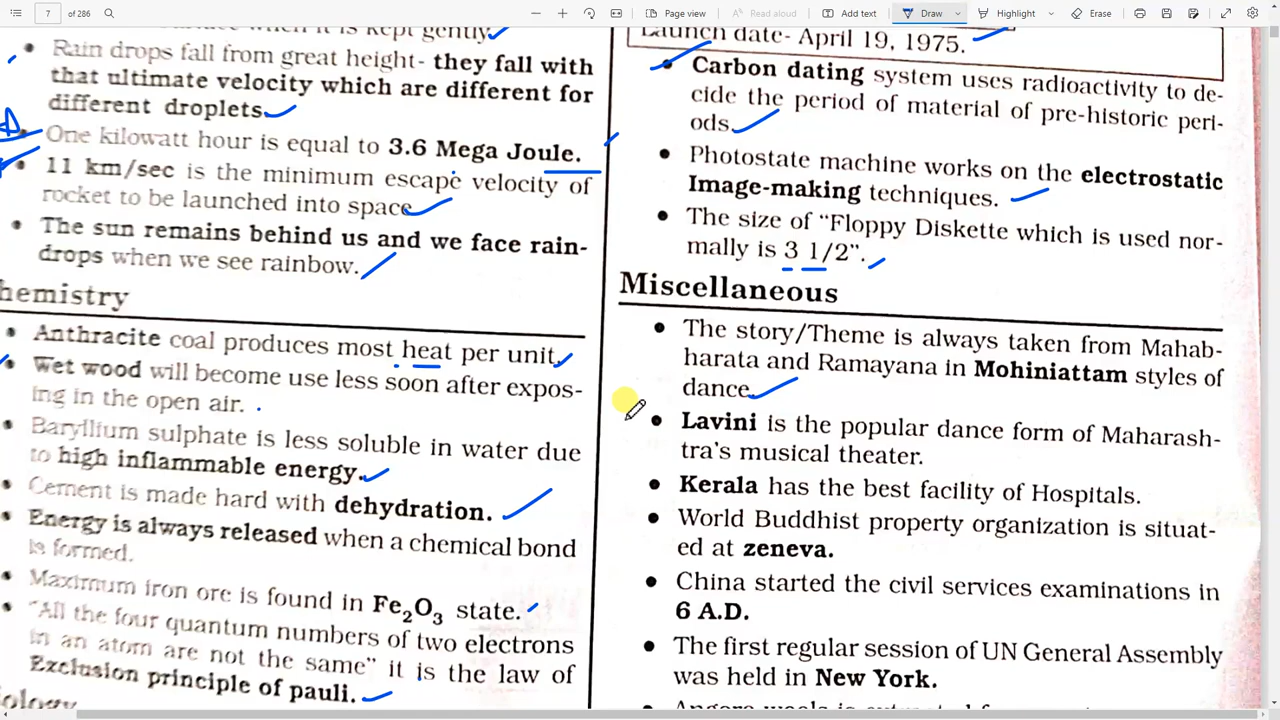 7 of 286
Page view
Read aloud
Add text
Draw
Highlight
Erase
surface when it is kept gently.
Rain drops fall from great height- they fall with
that ultimate velocity which are different for
different droplets.
One kilowatt hour is equal to 3.6 Mega Joule.
11 km/sec is the minimum escape velocity of
rocket to be launched into space.
The sun remains behind us and we face rain-
drops when we see rainbow.
hemistry
Anthracite coal produces most heat per unit.
Wet wood will become use less soon after expos-
ing in the open air.
Baryllium sulphate is less soluble in water due
to high inflammable energy.
Cement is made hard with dehydration.
Energy is always released when a chemical bond
is formed.
Maximum iron ore is found in Fe₂O₃ state.
"All the four quantum numbers of two electrons
in an atom are not the same" it is the law of
Exclusion principle of pauli.
iology
Launch date- April 19, 1975.
Carbon dating system uses radioactivity to de-
cide the period of material of pre-historic peri-
ods.
Photostate machine works on the electrostatic
Image-making techniques.
The size of "Floppy Diskette which is used nor-
mally is 3 1/2".
Miscellaneous
The story/Theme is always taken from Mahab-
harata and Ramayana in Mohiniattam styles of
dance.
Lavini is the popular dance form of Maharash-
tra's musical theater.
Kerala has the best facility of Hospitals.
World Buddhist property organization is situat-
ed at zeneva.
China started the civil services examinations in
6 A.D.
The first regular session of UN General Assembly
was held in New York.